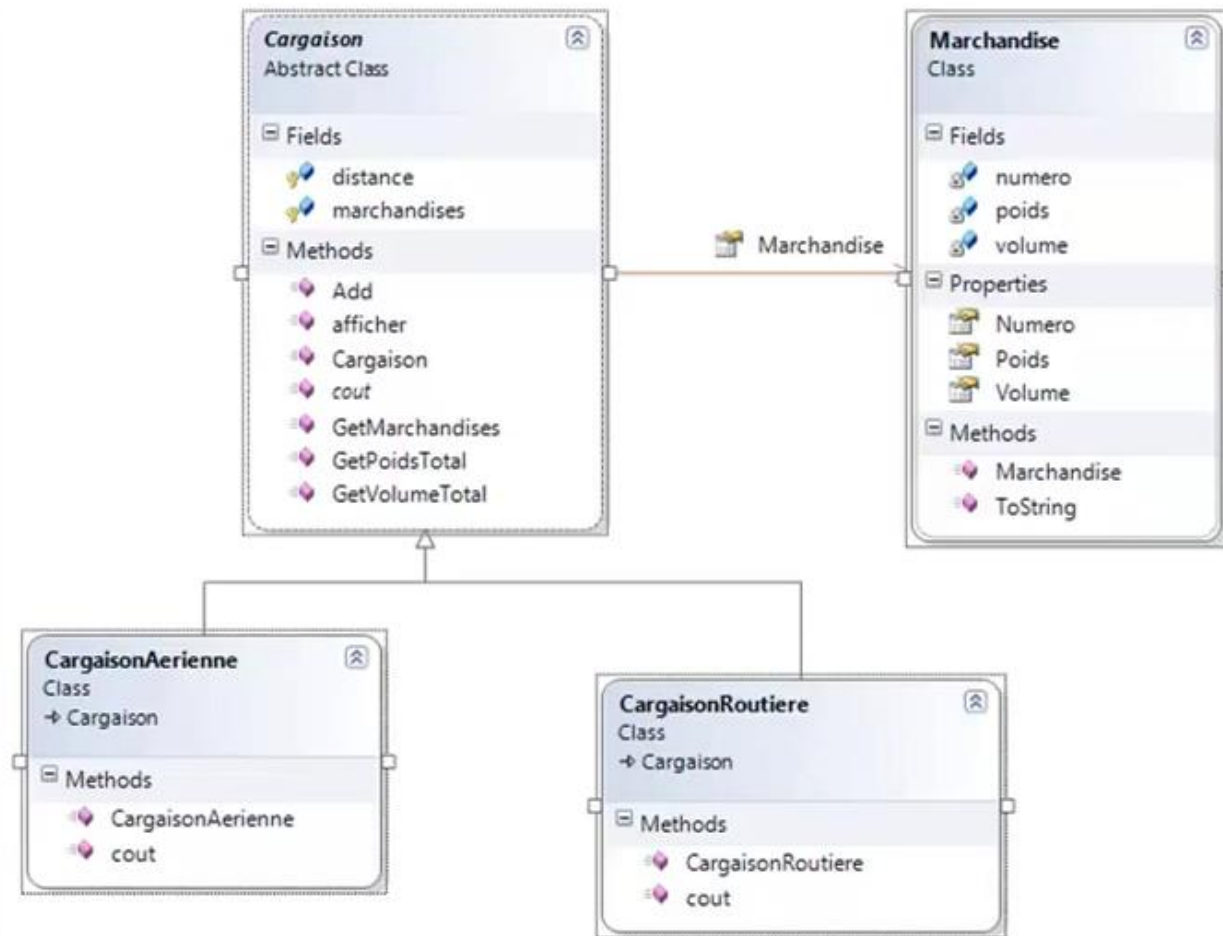 Cargaison
Abstract Class
Fields
distance
marchandises
Methods
Add
afficher
Cargaison
cout
GetMarchandises
GetPoidsTotal
GetVolumeTotal
Marchandise
Marchandise
Class
Fields
numero
poids
volume
Properties
Numero
Poids
Volume
Methods
Marchandise
ToString
CargaisonAerienne
Class
Cargaison
Methods
CargaisonAerienne
cout
CargaisonRoutiere
Class
Cargaison
Methods
CargaisonRoutiere
cout